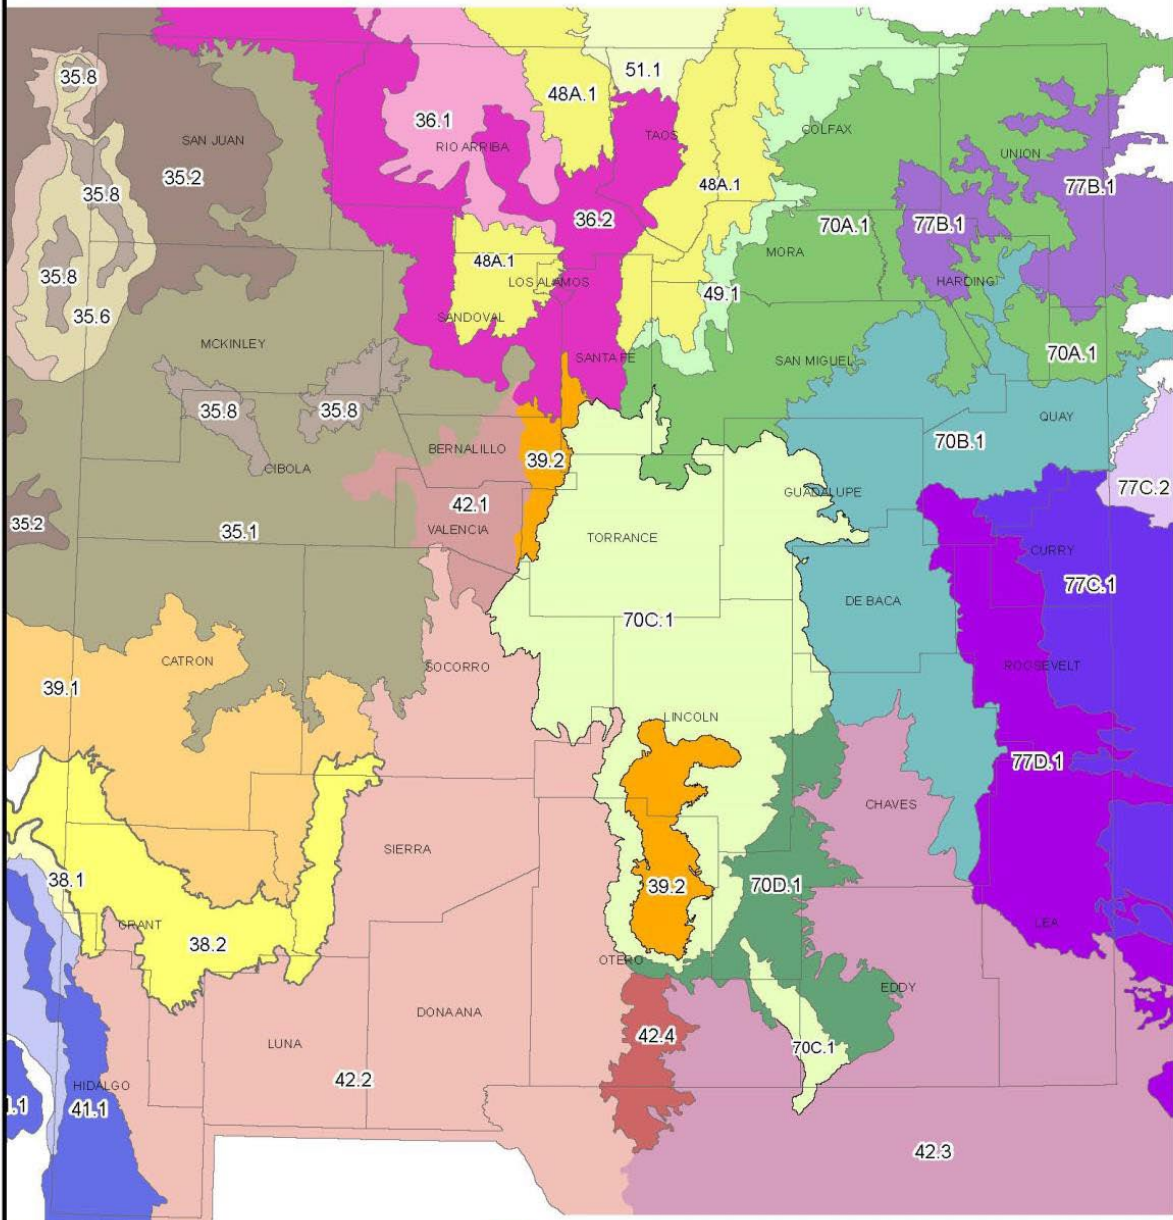 35.8
51.1
48A.1
36.1
SAN JUAN
RIO ARRIBA
TAOS
COLFAX
UNION
35.2
35.8
48A.1
77B.1
36.2
70A.1
77B.1
MORA
48A.1
35.8
LOS ALAMOS
HARDING
49.1
35.6
SANDOVAL
MCKINLEY
SANTA FE
SAN MIGUEL
70A.1
35.8
35.8
QUAY
70B.1
BERNALILLO
39.2
CIBOLA
77C.2
GUADALUPE
42.1
35.2
35.1
VALENCIA
TORRANCE
CURRY
77C.1
DE BACA
70C.1
CATRON
SOCORRO
ROOSEVELT
39.1
LINCOLN
77D.1
CHAVES
SIERRA
38.1
39.2
70D.1
GRANT
LEA
38.2
OTERO
EDDY
DONA ANA
42.4
LUNA
70C.1
42.2
HIDALGO
.1
41.1
42.3